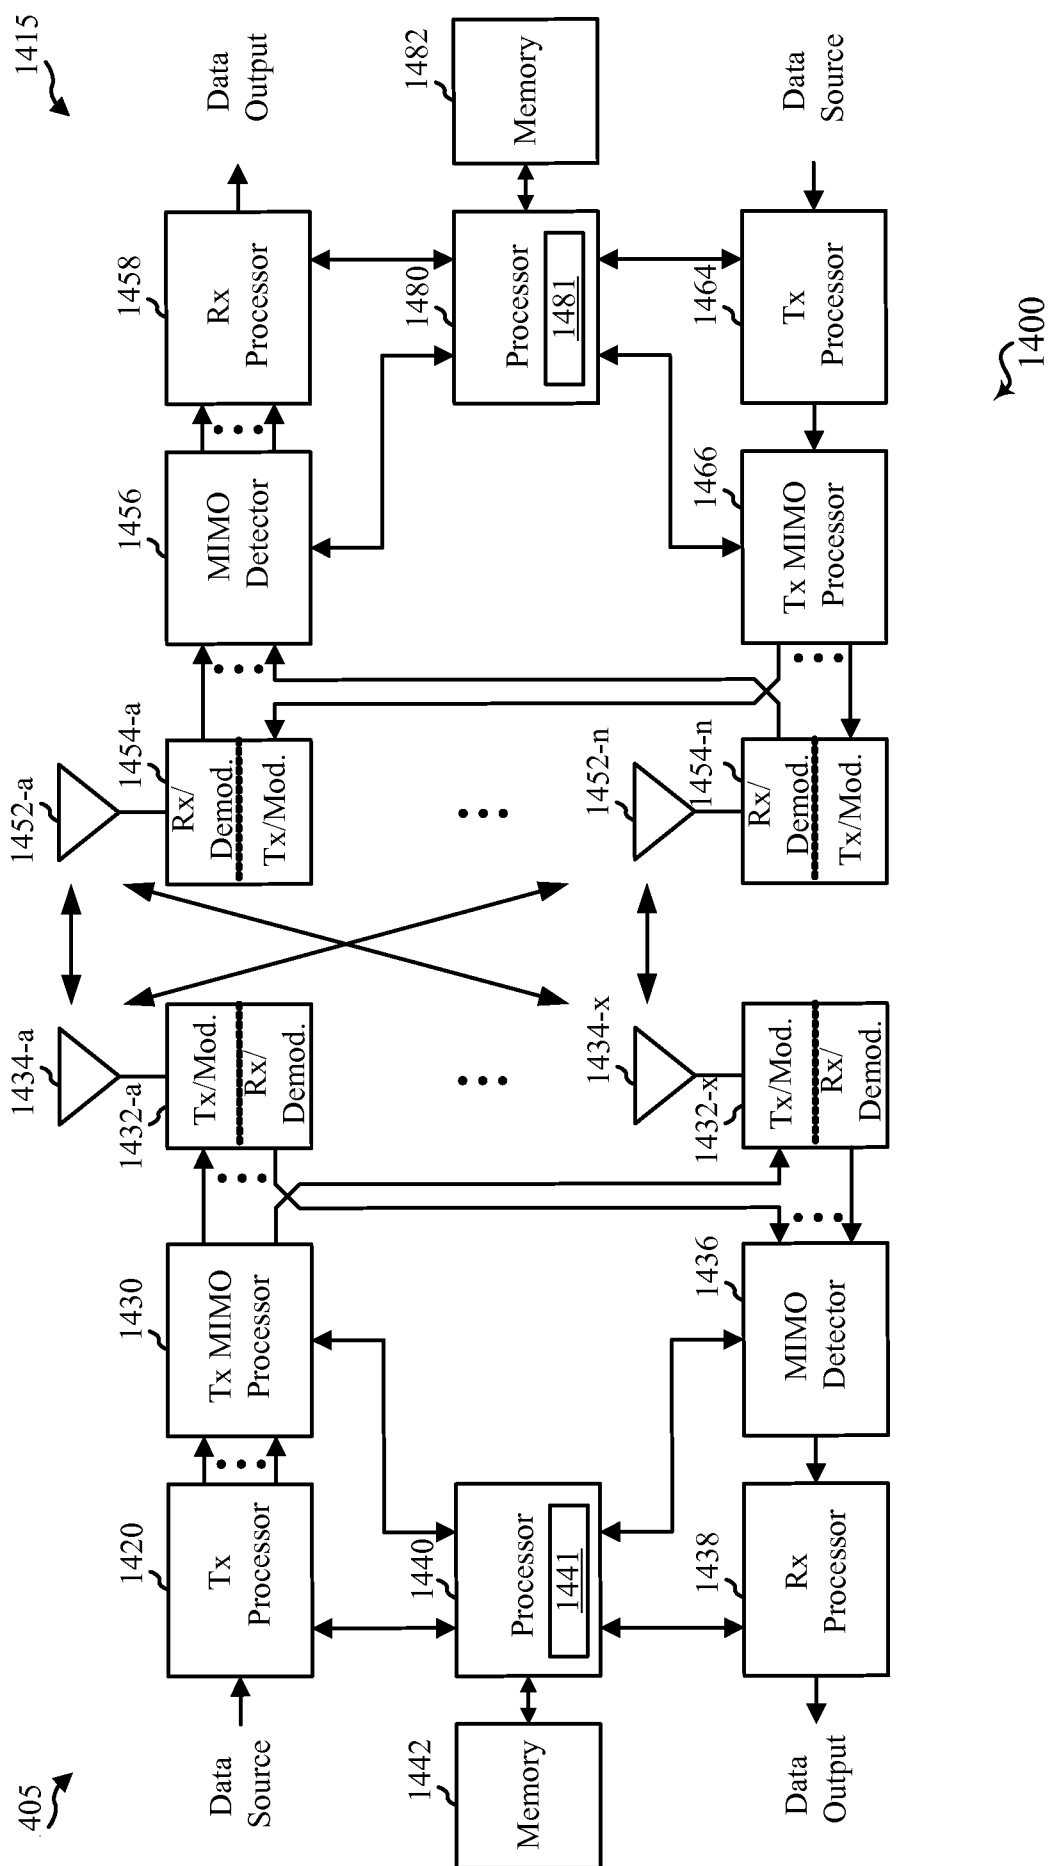 405
1415
Data
Source
1420
Tx
Processor
1430
Tx MIMO
Processor
1432-a
Tx/Mod.
Rx/
Demod.
1434-a
1452-a
1454-a
Rx/
Demod.
Tx/Mod.
1456
MIMO
Detector
1458
Rx
Processor
Data
Output
1442
Memory
1440
Processor
1441
1480
Processor
1481
1482
Memory
Data
Output
1438
Rx
Processor
1436
MIMO
Detector
1432-x
Tx/Mod.
Rx/
Demod.
1434-x
1452-n
1454-n
Rx/
Demod.
Tx/Mod.
1466
Tx MIMO
Processor
1464
Tx
Processor
Data
Source
1400